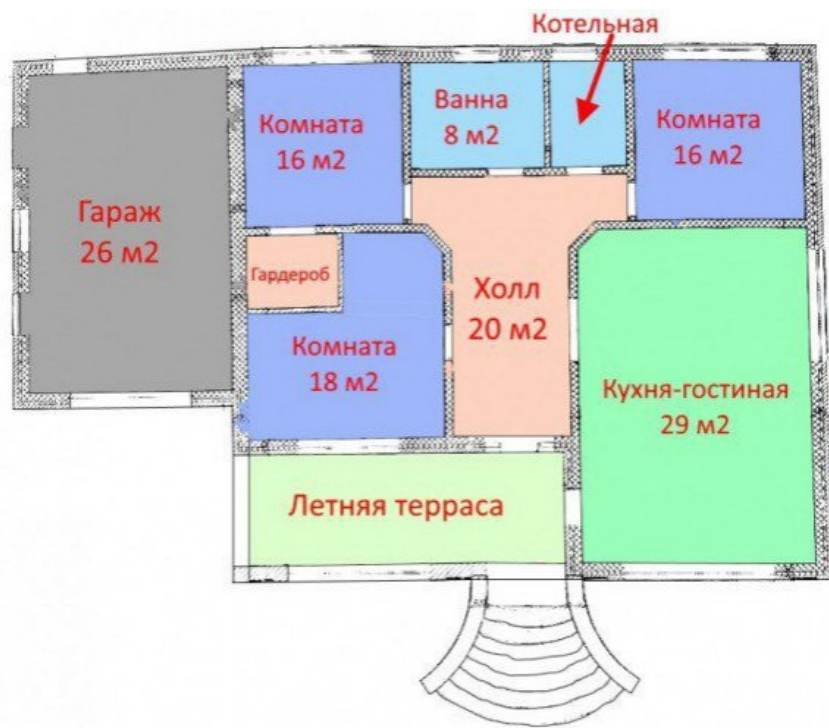 Котельная
Ванна
8 м2
Комната
16 м2
Комната
16 м2
Гараж
26 м2
Гардероб
Холл
20 м2
Комната
18 м2
Кухня-гостиная
29 м2
Летняя терраса